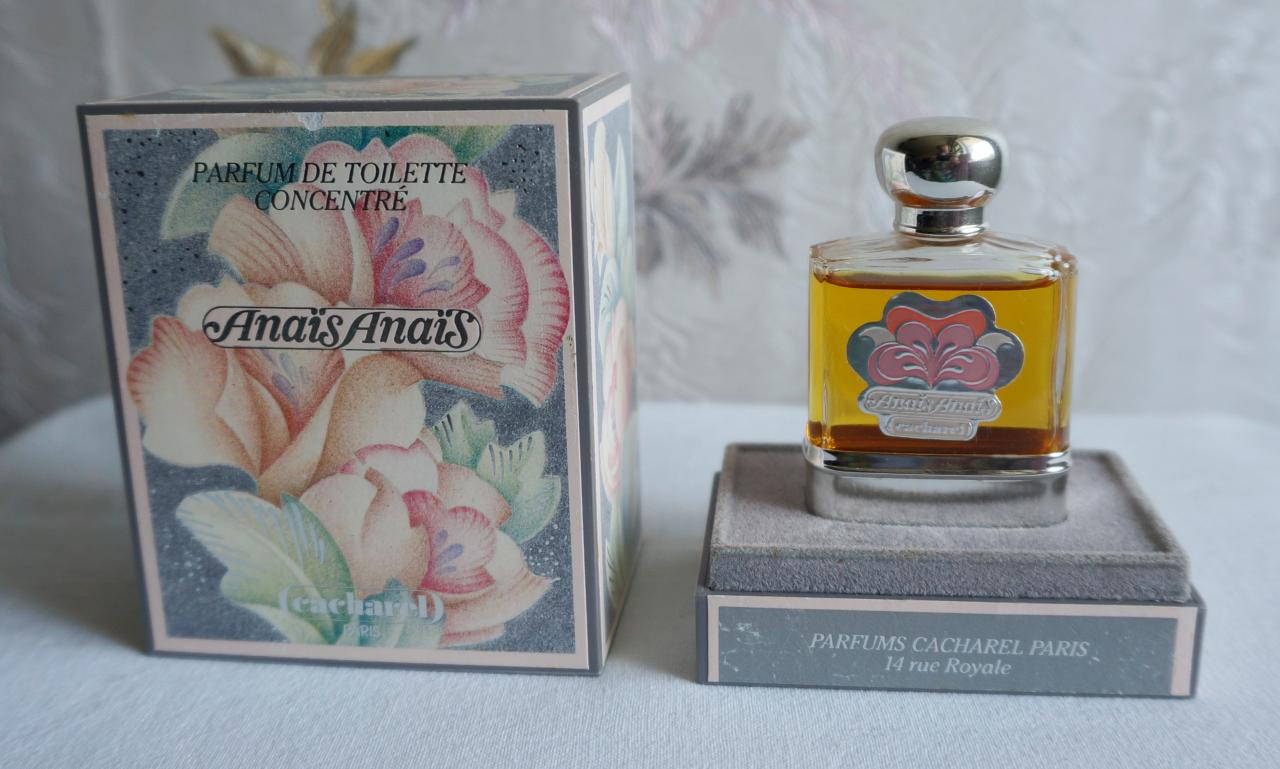 PARFUM DE TOILETTE
CONCENTRÉ
Anaïs Anaïs
(cacharel)
PARIS
Anaïs Anaïs
(cacharel)
PARFUMS CACHAREL PARIS
14 rue Royale